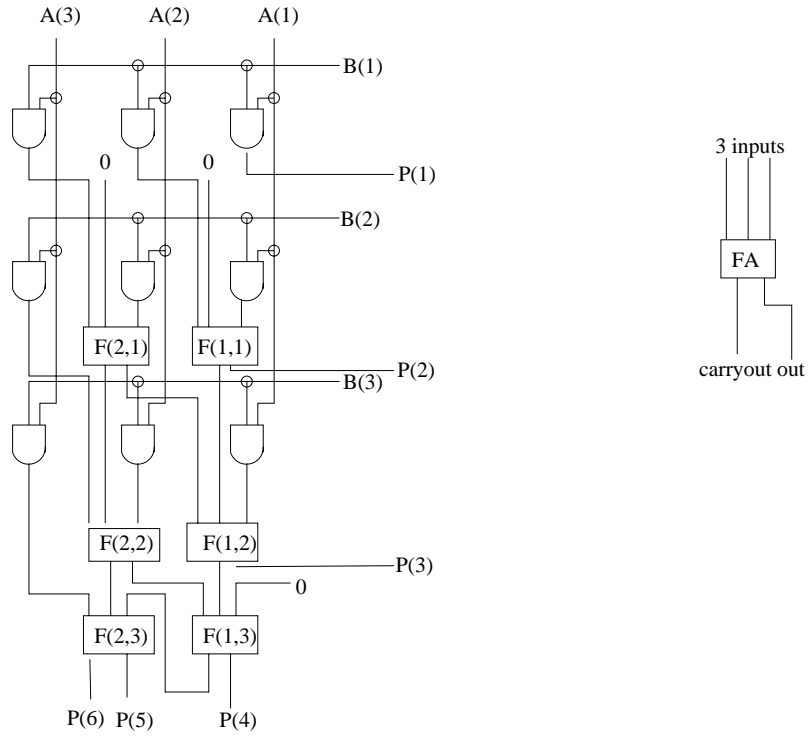 A(3) A(2) A(1)
B(1)
0 0
P(1)
3 inputs
B(2)
FA
F(2,1) F(1,1)
P(2)
carryout out
B(3)
F(2,2) F(1,2)
P(3)
0
F(2,3) F(1,3)
P(6) P(5) P(4)